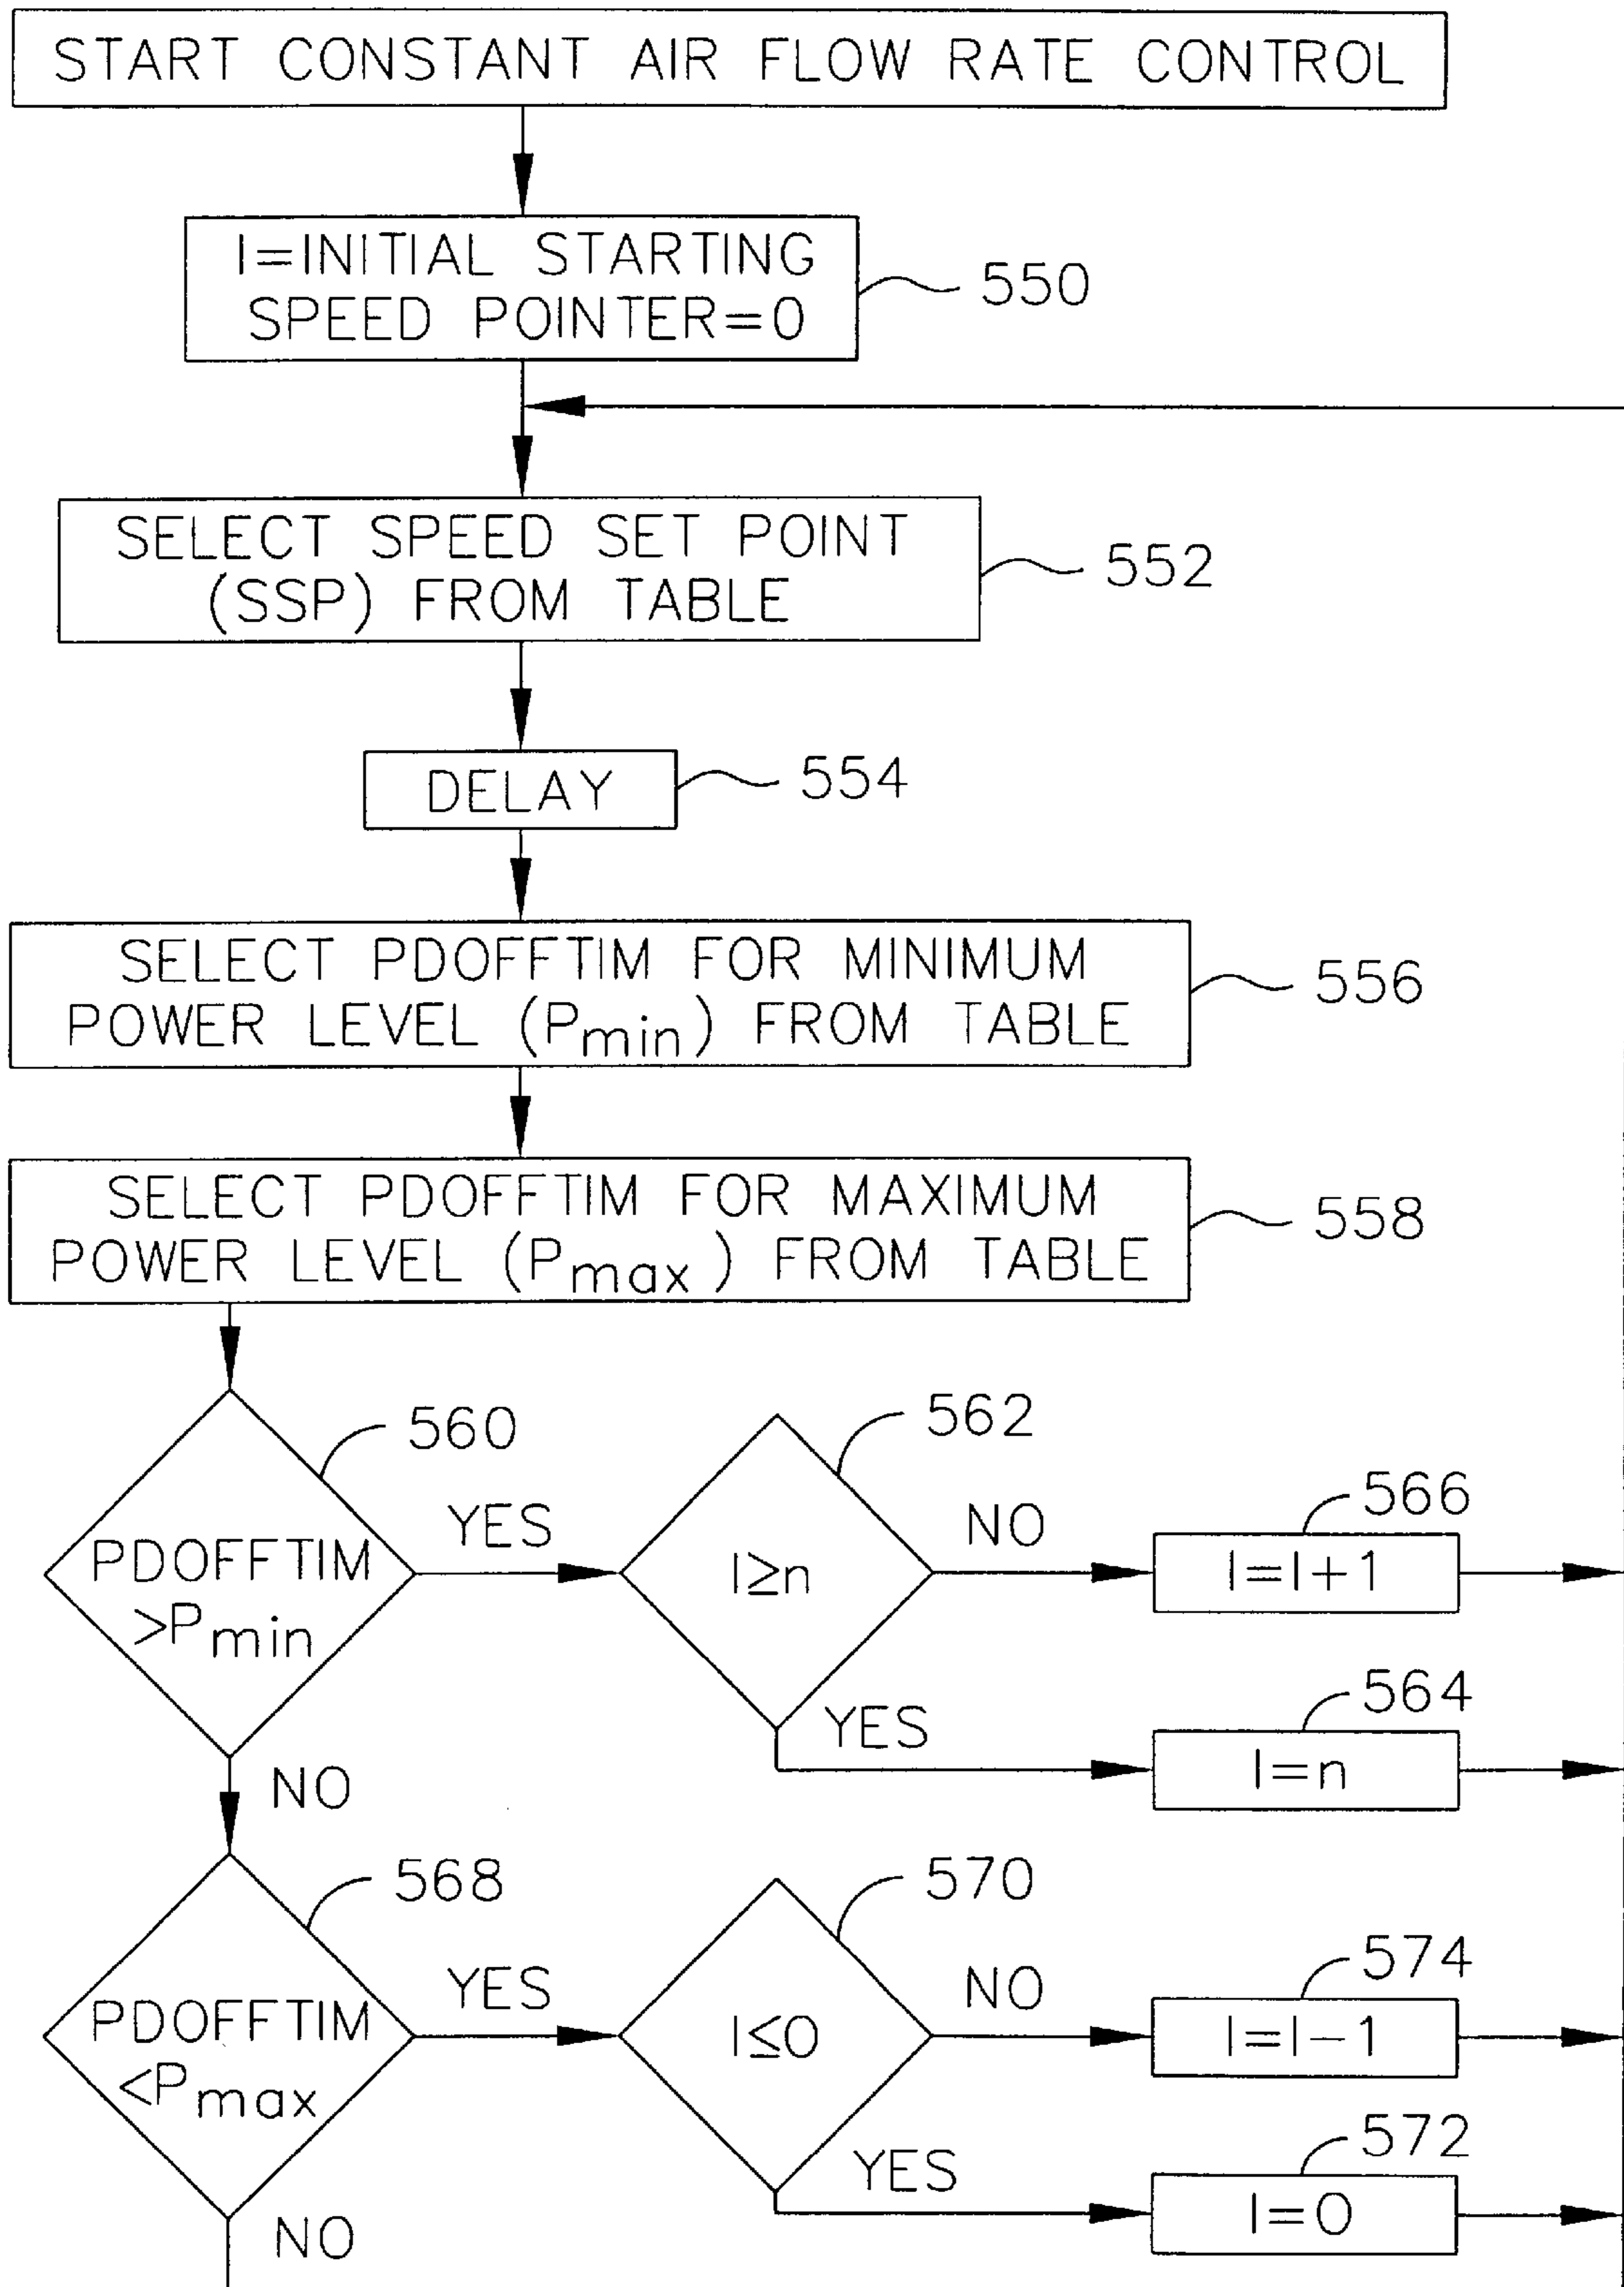 START CONSTANT AIR FLOW RATE CONTROL
I=INITIAL STARTING
SPEED POINTER=0
550
SELECT SPEED SET POINT
(SSP) FROM TABLE
552
DELAY
554
SELECT PDOFFTIM FOR MINIMUM
POWER LEVEL (Pmin) FROM TABLE
556
SELECT PDOFFTIM FOR MAXIMUM
POWER LEVEL (Pmax) FROM TABLE
558
560
PDOFFTIM
>Pmin
YES
562
I≥n
NO
566
I=I+1
YES
564
I=n
NO
568
PDOFFTIM
<Pmax
YES
570
I≤0
NO
574
I=I-1
YES
572
I=0
NO